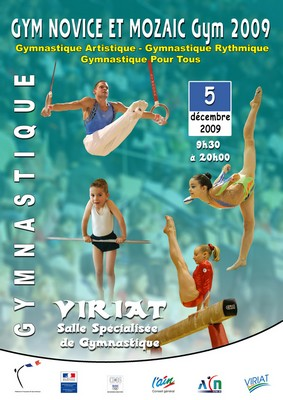 GYM NOVICE ET MOZAIC Gym 2009
Gymnastique Artistique - Gymnastique Rythmique
Gymnastique Pour Tous
GYMNASTIQUE
5
décembre
2009
9h30
à 20h00
VIRIAT
Salle Spécialisée
de Gymnastique
l'ain
Conseil général
AIN
VIRIAT